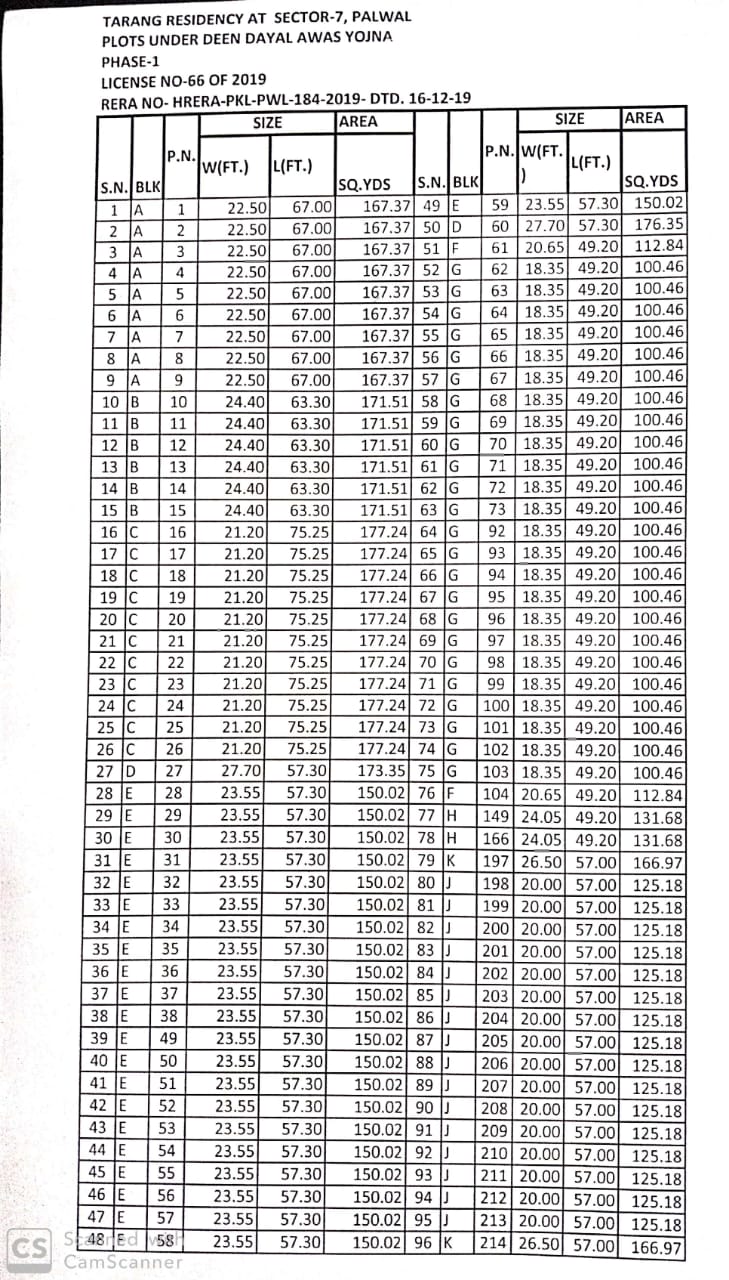 TARANG RESIDENCY AT SECTOR-7, PALWAL
PLOTS UNDER DEEN DAYAL AWAS YOJNA
PHASE-1
LICENSE NO-66 OF 2019
RERA NO- HRERA-PKL-PWL-184-2019- DTD. 16-12-19
SIZE AREA SIZE AREA
S.N. BLK P.N. W(FT.) L(FT.) SQ.YDS S.N. BLK P.N. W(FT.) L(FT.) SQ.YDS
1 A 1 22.50 67.00 167.37 49 E 59 23.55 57.30 150.02
2 A 2 22.50 67.00 167.37 50 D 60 27.70 57.30 176.35
3 A 3 22.50 67.00 167.37 51 F 61 20.65 49.20 112.84
4 A 4 22.50 67.00 167.37 52 G 62 18.35 49.20 100.46
5 A 5 22.50 67.00 167.37 53 G 63 18.35 49.20 100.46
6 A 6 22.50 67.00 167.37 54 G 64 18.35 49.20 100.46
7 A 7 22.50 67.00 167.37 55 G 65 18.35 49.20 100.46
8 A 8 22.50 67.00 167.37 56 G 66 18.35 49.20 100.46
9 A 9 22.50 67.00 167.37 57 G 67 18.35 49.20 100.46
10 B 10 24.40 63.30 171.51 58 G 68 18.35 49.20 100.46
11 B 11 24.40 63.30 171.51 59 G 69 18.35 49.20 100.46
12 B 12 24.40 63.30 171.51 60 G 70 18.35 49.20 100.46
13 B 13 24.40 63.30 171.51 61 G 71 18.35 49.20 100.46
14 B 14 24.40 63.30 171.51 62 G 72 18.35 49.20 100.46
15 B 15 24.40 63.30 171.51 63 G 73 18.35 49.20 100.46
16 C 16 21.20 75.25 177.24 64 G 92 18.35 49.20 100.46
17 C 17 21.20 75.25 177.24 65 G 93 18.35 49.20 100.46
18 C 18 21.20 75.25 177.24 66 G 94 18.35 49.20 100.46
19 C 19 21.20 75.25 177.24 67 G 95 18.35 49.20 100.46
20 C 20 21.20 75.25 177.24 68 G 96 18.35 49.20 100.46
21 C 21 21.20 75.25 177.24 69 G 97 18.35 49.20 100.46
22 C 22 21.20 75.25 177.24 70 G 98 18.35 49.20 100.46
23 C 23 21.20 75.25 177.24 71 G 99 18.35 49.20 100.46
24 C 24 21.20 75.25 177.24 72 G 100 18.35 49.20 100.46
25 C 25 21.20 75.25 177.24 73 G 101 18.35 49.20 100.46
26 C 26 21.20 75.25 177.24 74 G 102 18.35 49.20 100.46
27 D 27 27.70 57.30 173.35 75 G 103 18.35 49.20 100.46
28 E 28 23.55 57.30 150.02 76 F 104 20.65 49.20 112.84
29 E 29 23.55 57.30 150.02 77 H 149 24.05 49.20 131.68
30 E 30 23.55 57.30 150.02 78 H 166 24.05 49.20 131.68
31 E 31 23.55 57.30 150.02 79 K 197 26.50 57.00 166.97
32 E 32 23.55 57.30 150.02 80 J 198 20.00 57.00 125.18
33 E 33 23.55 57.30 150.02 81 J 199 20.00 57.00 125.18
34 E 34 23.55 57.30 150.02 82 J 200 20.00 57.00 125.18
35 E 35 23.55 57.30 150.02 83 J 201 20.00 57.00 125.18
36 E 36 23.55 57.30 150.02 84 J 202 20.00 57.00 125.18
37 E 37 23.55 57.30 150.02 85 J 203 20.00 57.00 125.18
38 E 38 23.55 57.30 150.02 86 J 204 20.00 57.00 125.18
39 E 49 23.55 57.30 150.02 87 J 205 20.00 57.00 125.18
40 E 50 23.55 57.30 150.02 88 J 206 20.00 57.00 125.18
41 E 51 23.55 57.30 150.02 89 J 207 20.00 57.00 125.18
42 E 52 23.55 57.30 150.02 90 J 208 20.00 57.00 125.18
43 E 53 23.55 57.30 150.02 91 J 209 20.00 57.00 125.18
44 E 54 23.55 57.30 150.02 92 J 210 20.00 57.00 125.18
45 E 55 23.55 57.30 150.02 93 J 211 20.00 57.00 125.18
46 E 56 23.55 57.30 150.02 94 J 212 20.00 57.00 125.18
47 E 57 23.55 57.30 150.02 95 J 213 20.00 57.00 125.18
48 E 58 23.55 57.30 150.02 96 K 214 26.50 57.00 166.97
CS Scanned with
CamScanner